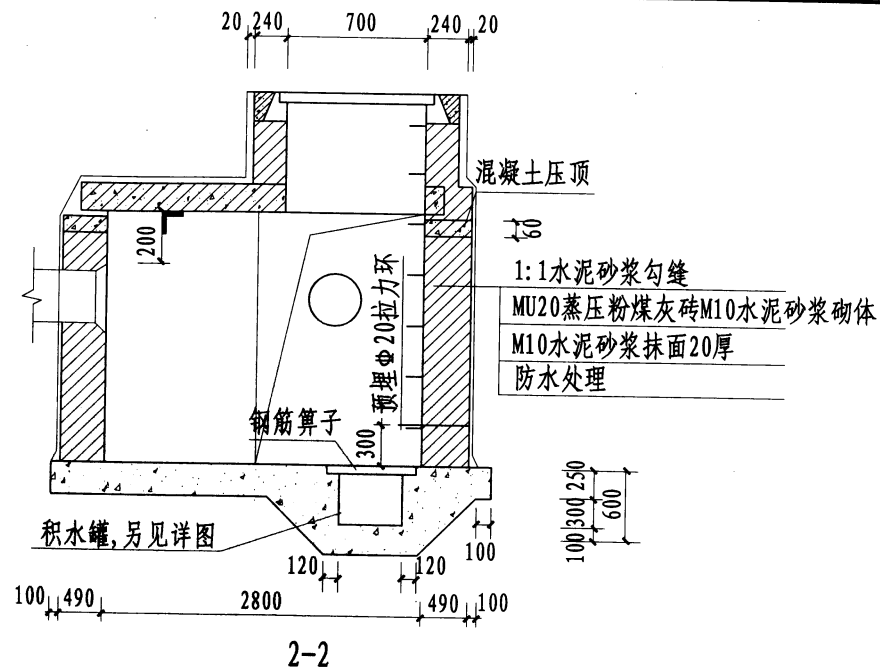 20 240 700 240 20
混凝土压顶
200
60
1:1水泥砂浆勾缝
MU20蒸压粉煤灰砖M10水泥砂浆砌体
M10水泥砂浆抹面20厚
防水处理
预埋Φ20拉力环
钢筋箅子
300
250
300
100
600
积水罐,另见详图
100
120 120
100 490 2800 490 100
2-2